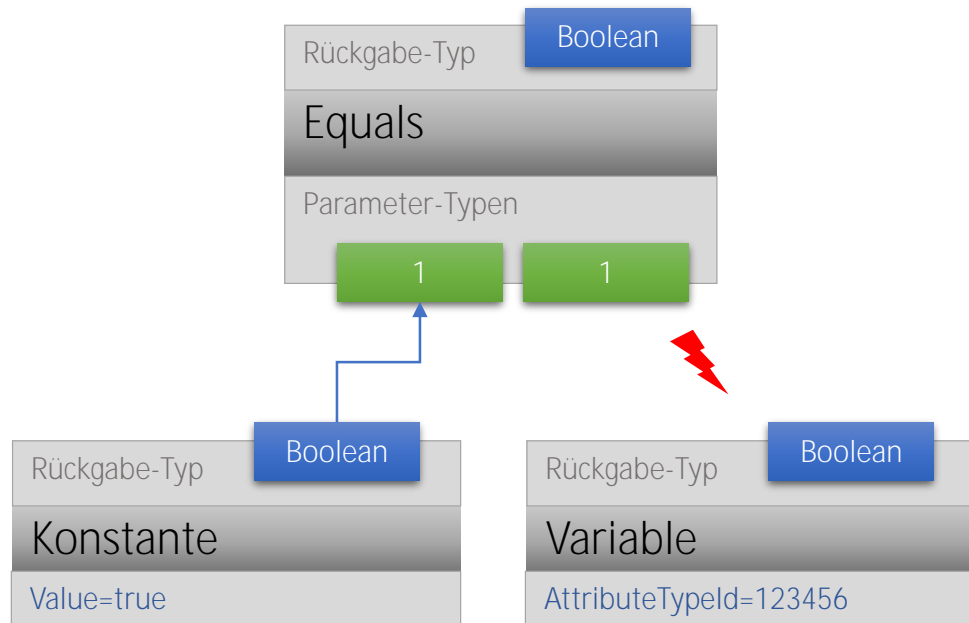 Rückgabe-Typ
Boolean
Equals
Parameter-Typen
1
1
Rückgabe-Typ
Boolean
Konstante
Value=true
Rückgabe-Typ
Boolean
Variable
AttributeTypeId=123456